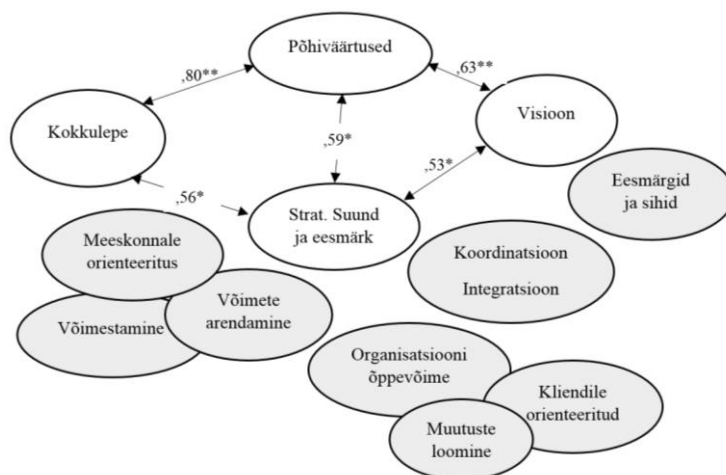 Põhiväärtused
,80**
,63**
Kokkulepe
Visioon
,59*
,53*
,56*
Strat. Suund
ja eesmärk
Eesmärgid
ja sihid
Meeskonnale
orienteeritus
Koordinatsioon
Integratsioon
Võimestamine
Võimete
arendamine
Organisatsiooni
õppevõime
Kliendile
orienteeritud
Muutuste
loomine